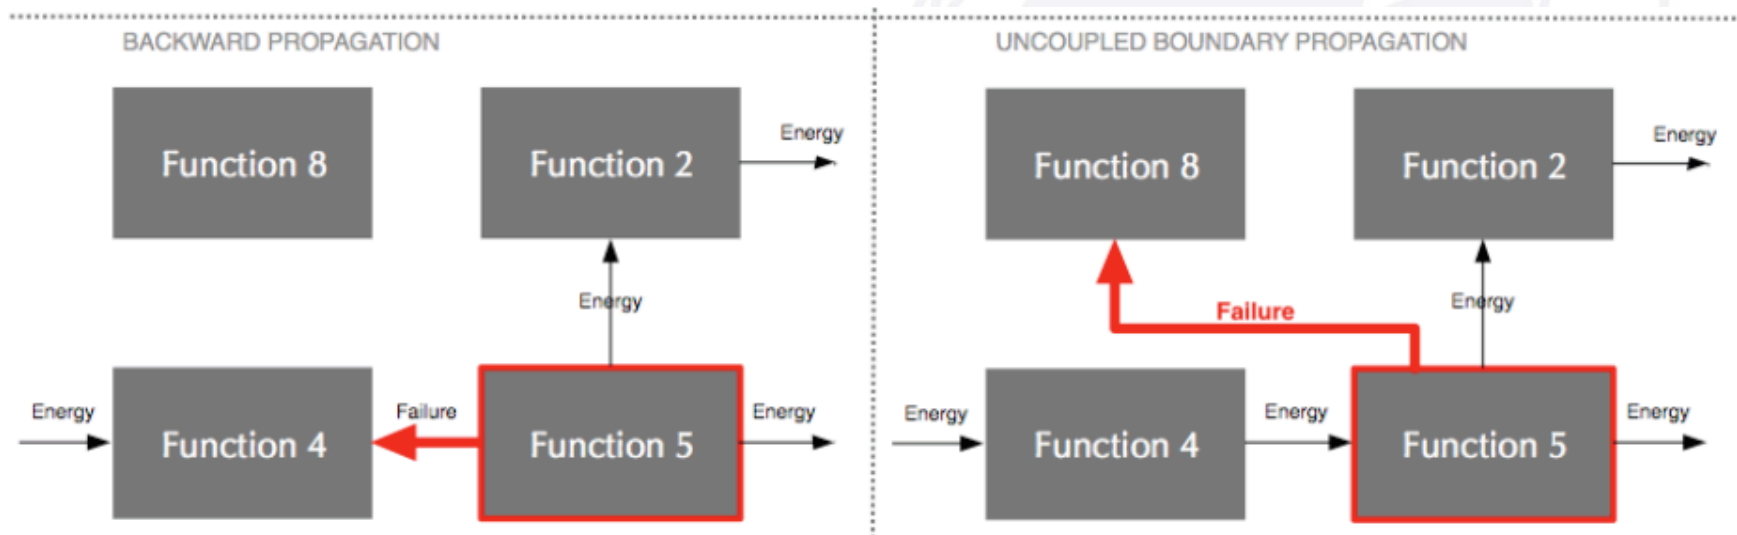 BACKWARD PROPAGATION
Function 8
Function 2
Energy
Energy
Energy
Function 4
Failure
Function 5
Energy
UNCOUPLED BOUNDARY PROPAGATION
Function 8
Function 2
Energy
Failure
Energy
Energy
Function 4
Energy
Function 5
Energy